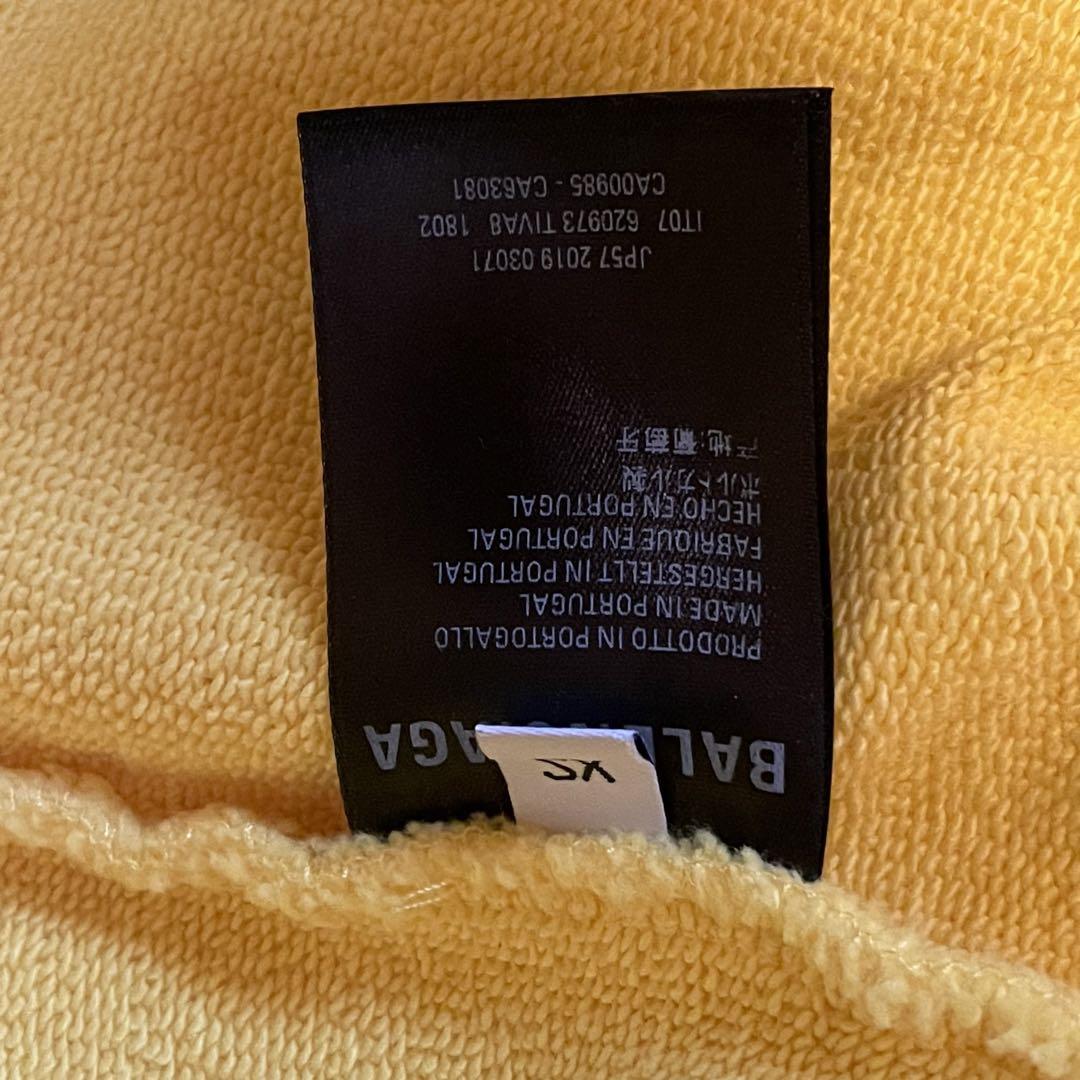 BALENCIAGA
PRODOTTO IN PORTOGALLO
MADE IN PORTUGAL
HERGESTELLT IN PORTUGAL
FABRIQUE EN PORTUGAL
HECHO EN PORTUGAL
ポルトガル製
产地:葡萄牙
JP57 2019 03071
IT07 620973 TIVA8 1802
CA00985 - CA63081